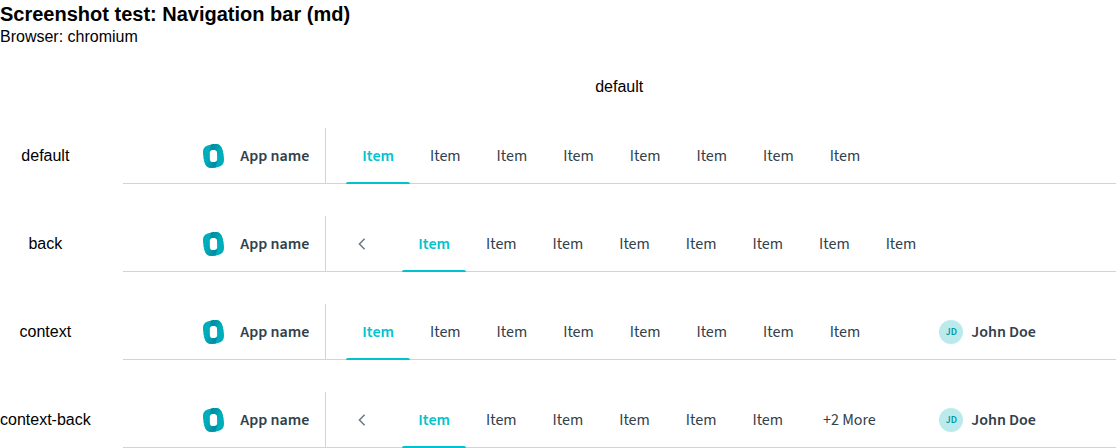 Screenshot test: Navigation bar (md)
Browser: chromium
default
default App name Item Item Item Item Item Item Item Item
back App name Item Item Item Item Item Item Item Item
context App name Item Item Item Item Item Item Item Item JD John Doe
context-back App name Item Item Item Item Item Item +2 More JD John Doe